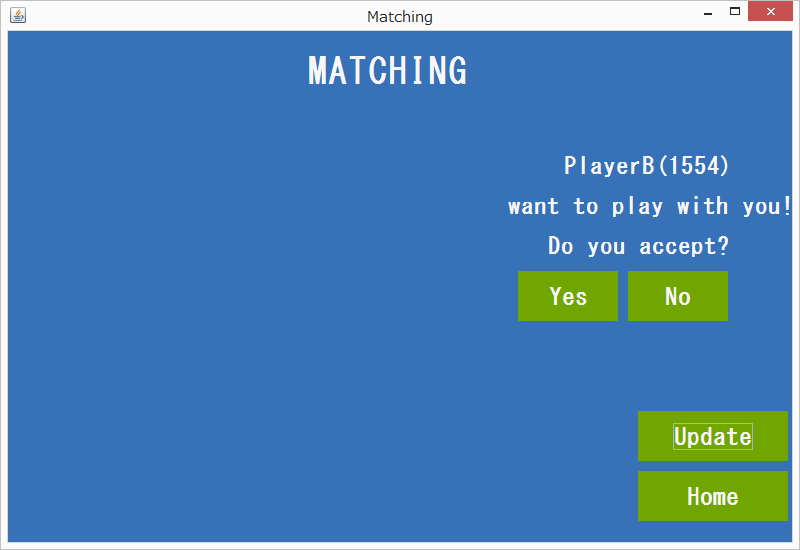 Matching
MATCHING
PlayerB(1554)
want to play with you!
Do you accept?
Yes No
Update
Home